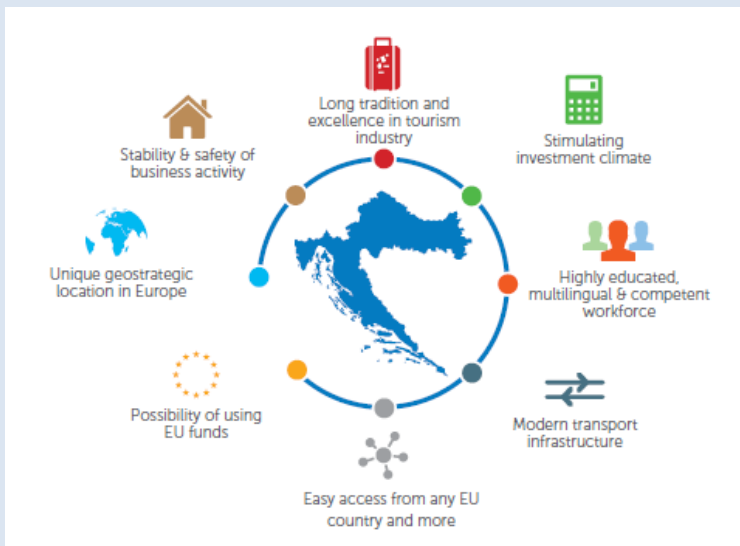 Long tradition and
excellence in tourism
industry
Stimulating
investment climate
Highly educated,
multilingual & competent
workforce
Modern transport
infrastructure
Easy access from any EU
country and more
Possibility of using
EU funds
Unique geostrategic
location in Europe
Stability & safety of
business activity